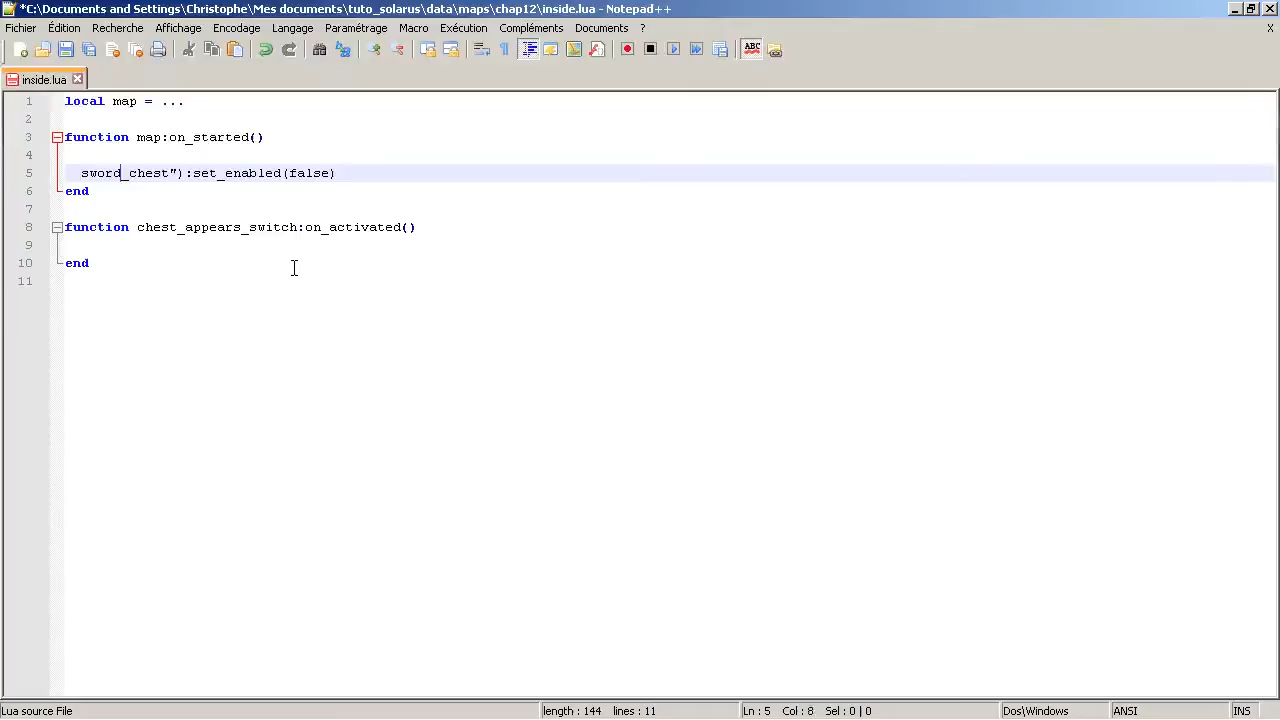 *C:\Documents and Settings\Christophe\Mes documents\tuto_solarus\data\maps\chap12\inside.lua - Notepad++
Fichier Édition Recherche Affichage Encodage Langage Paramétrage Macro Exécution Compléments Documents ? X
ABC
inside.lua
1 local map = ...
2
3 function map:on_started()
4
5 sword_chest"):set_enabled(false)
6 end
7
8 function chest_appears_switch:on_activated()
9
10 end
11
Lua source File length : 144 lines : 11 Ln : 5 Col : 8 Sel : 0 | 0 Dos\Windows ANSI INS